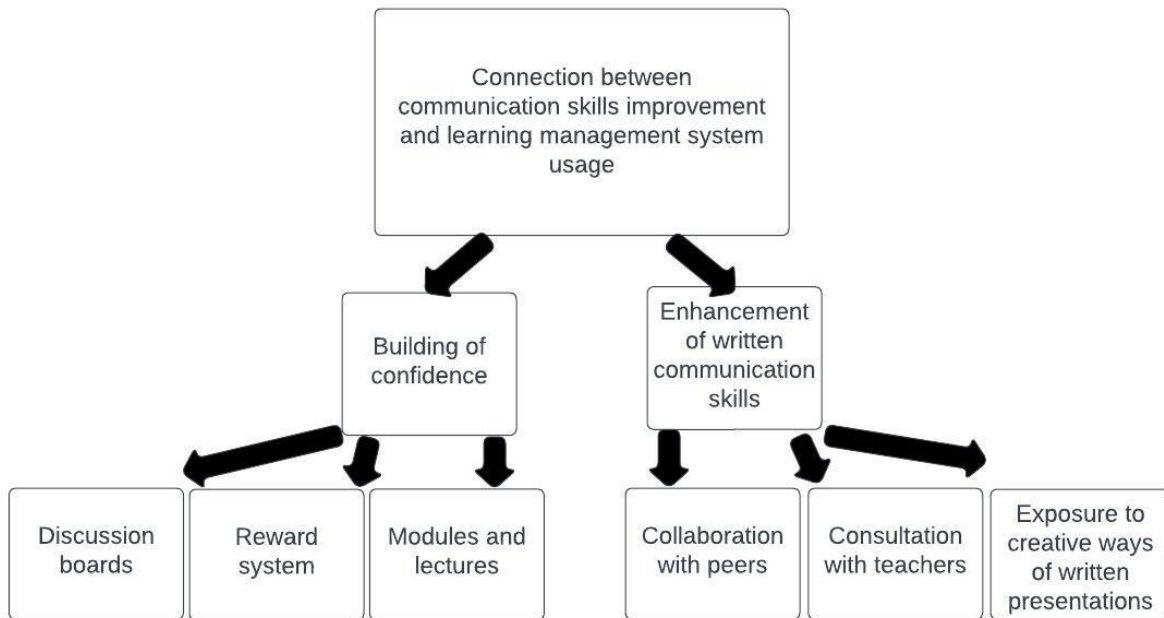 Connection between
communication skills improvement
and learning management system
usage
Building of
confidence
Enhancement
of written
communication
skills
Discussion
boards
Reward
system
Modules and
lectures
Collaboration
with peers
Consultation
with teachers
Exposure to
creative ways
of written
presentations